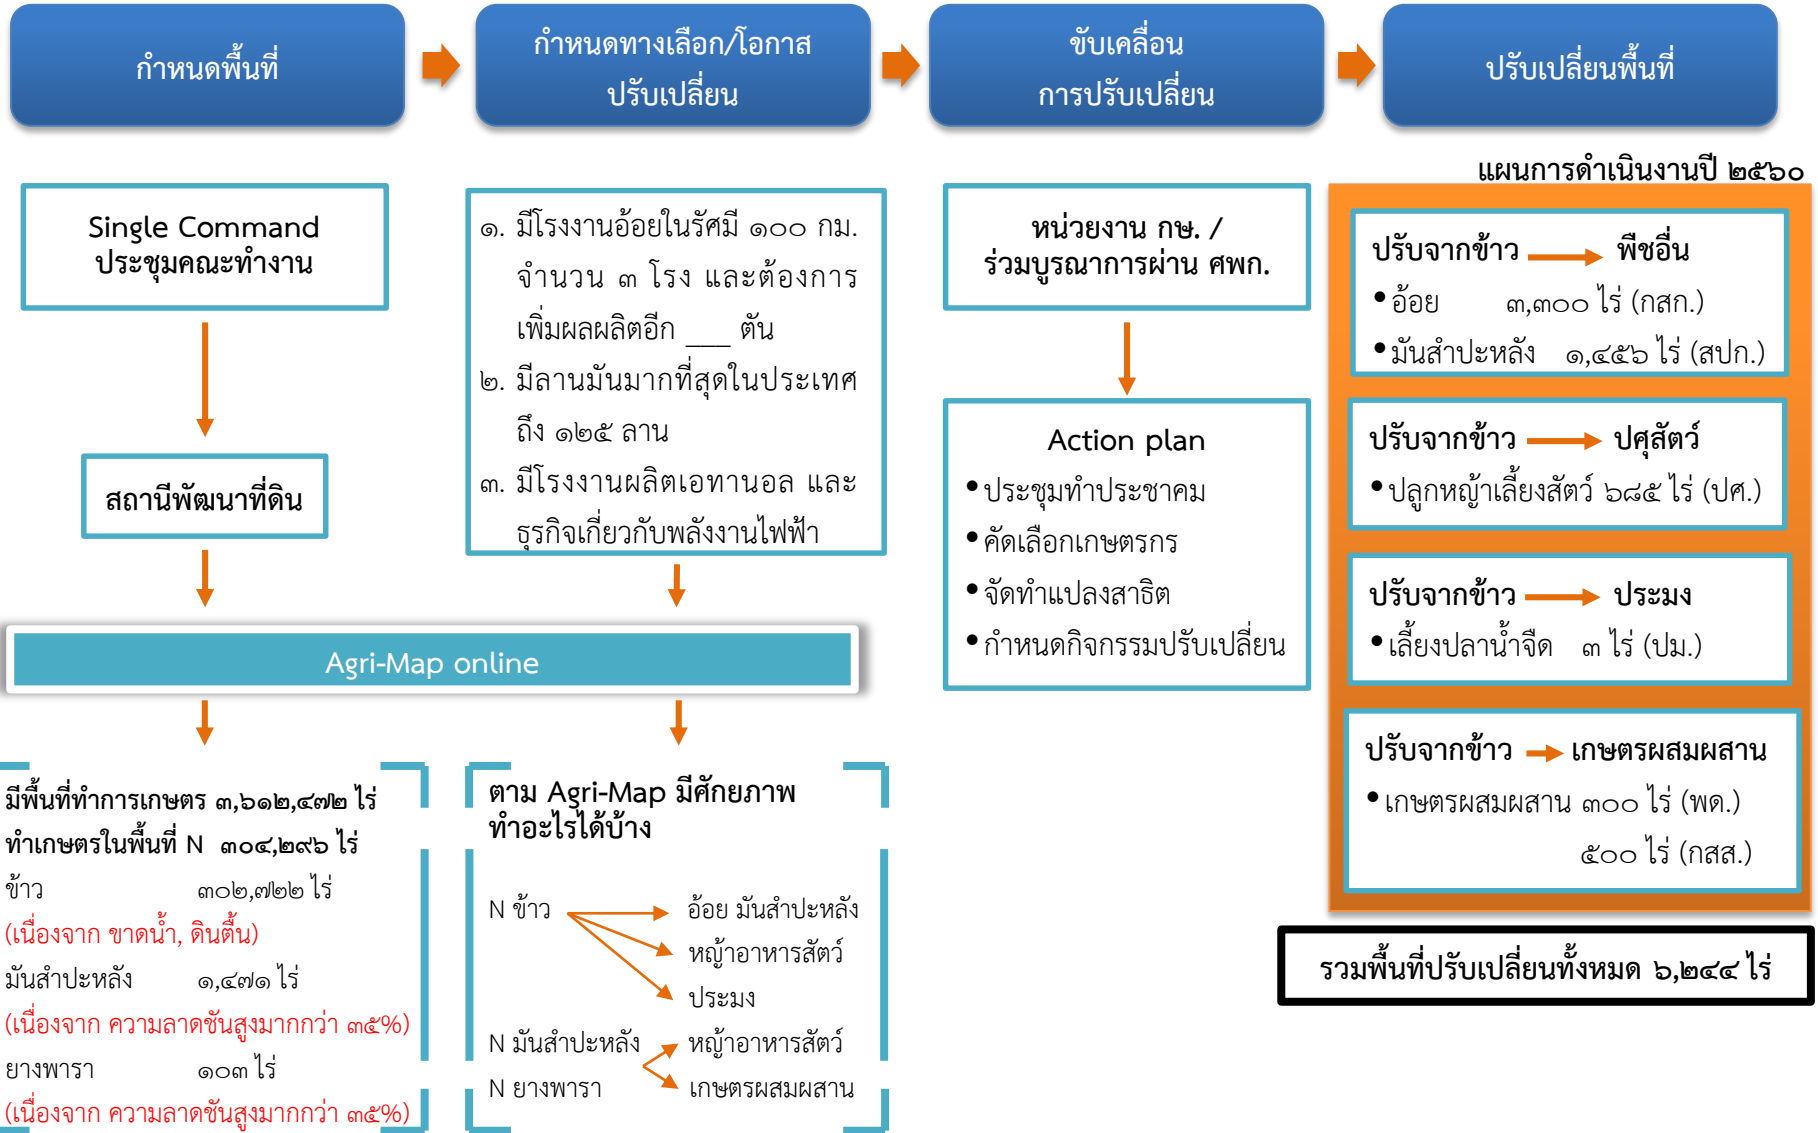 กำหนดพื้นที่
กำหนดทางเลือก/โอกาส
ปรับเปลี่ยน
ขับเคลื่อน
การปรับเปลี่ยน
ปรับเปลี่ยนพื้นที่
Single Command
ประชุมคณะทำงาน
สถานีพัฒนาที่ดิน
๑. มีโรงงานอ้อยในรัศมี ๑๐๐ กม.
จำนวน ๓ โรง และต้องการ
เพิ่มผลผลิตอีก ___ ตัน
๒. มีลานมันมากที่สุดในประเทศ
ถึง ๑๒๕ ลาน
๓. มีโรงงานผลิตเอทานอล และ
ธุรกิจเกี่ยวกับพลังงานไฟฟ้า
Agri-Map online
มีพื้นที่ทำการเกษตร ๓,๖๑๒,๔๗๒ ไร่
ทำเกษตรในพื้นที่ N ๓๐๔,๒๙๖ ไร่
ข้าว ๓๐๒,๗๒๒ ไร่
(เนื่องจาก ขาดน้ำ, ดินตื้น)
มันสำปะหลัง ๑,๔๗๑ ไร่
(เนื่องจาก ความลาดชันสูงมากกว่า ๓๕%)
ยางพารา ๑๐๓ ไร่
(เนื่องจาก ความลาดชันสูงมากกว่า ๓๕%)
ตาม Agri-Map มีศักยภาพ
ทำอะไรได้บ้าง
N ข้าว อ้อย มันสำปะหลัง
หญ้าอาหารสัตว์
ประมง
N มันสำปะหลัง หญ้าอาหารสัตว์
N ยางพารา เกษตรผสมผสาน
หน่วยงาน กษ. /
ร่วมบูรณาการผ่าน ศพก.
Action plan
•ประชุมทำประชาคม
•คัดเลือกเกษตรกร
•จัดทำแปลงสาธิต
•กำหนดกิจกรรมปรับเปลี่ยน
แผนการดำเนินงานปี ๒๕๖๐
ปรับจากข้าว พืชอื่น
•อ้อย ๓,๓๐๐ ไร่ (กสก.)
•มันสำปะหลัง ๑,๔๕๖ ไร่ (สปก.)
ปรับจากข้าว ปศุสัตว์
•ปลูกหญ้าเลี้ยงสัตว์ ๖๘๕ ไร่ (ปศ.)
ปรับจากข้าว ประมง
•เลี้ยงปลาน้ำจืด ๓ ไร่ (ปม.)
ปรับจากข้าว เกษตรผสมผสาน
•เกษตรผสมผสาน ๓๐๐ ไร่ (พด.)
๕๐๐ ไร่ (กสส.)
รวมพื้นที่ปรับเปลี่ยนทั้งหมด ๖,๒๔๔ ไร่